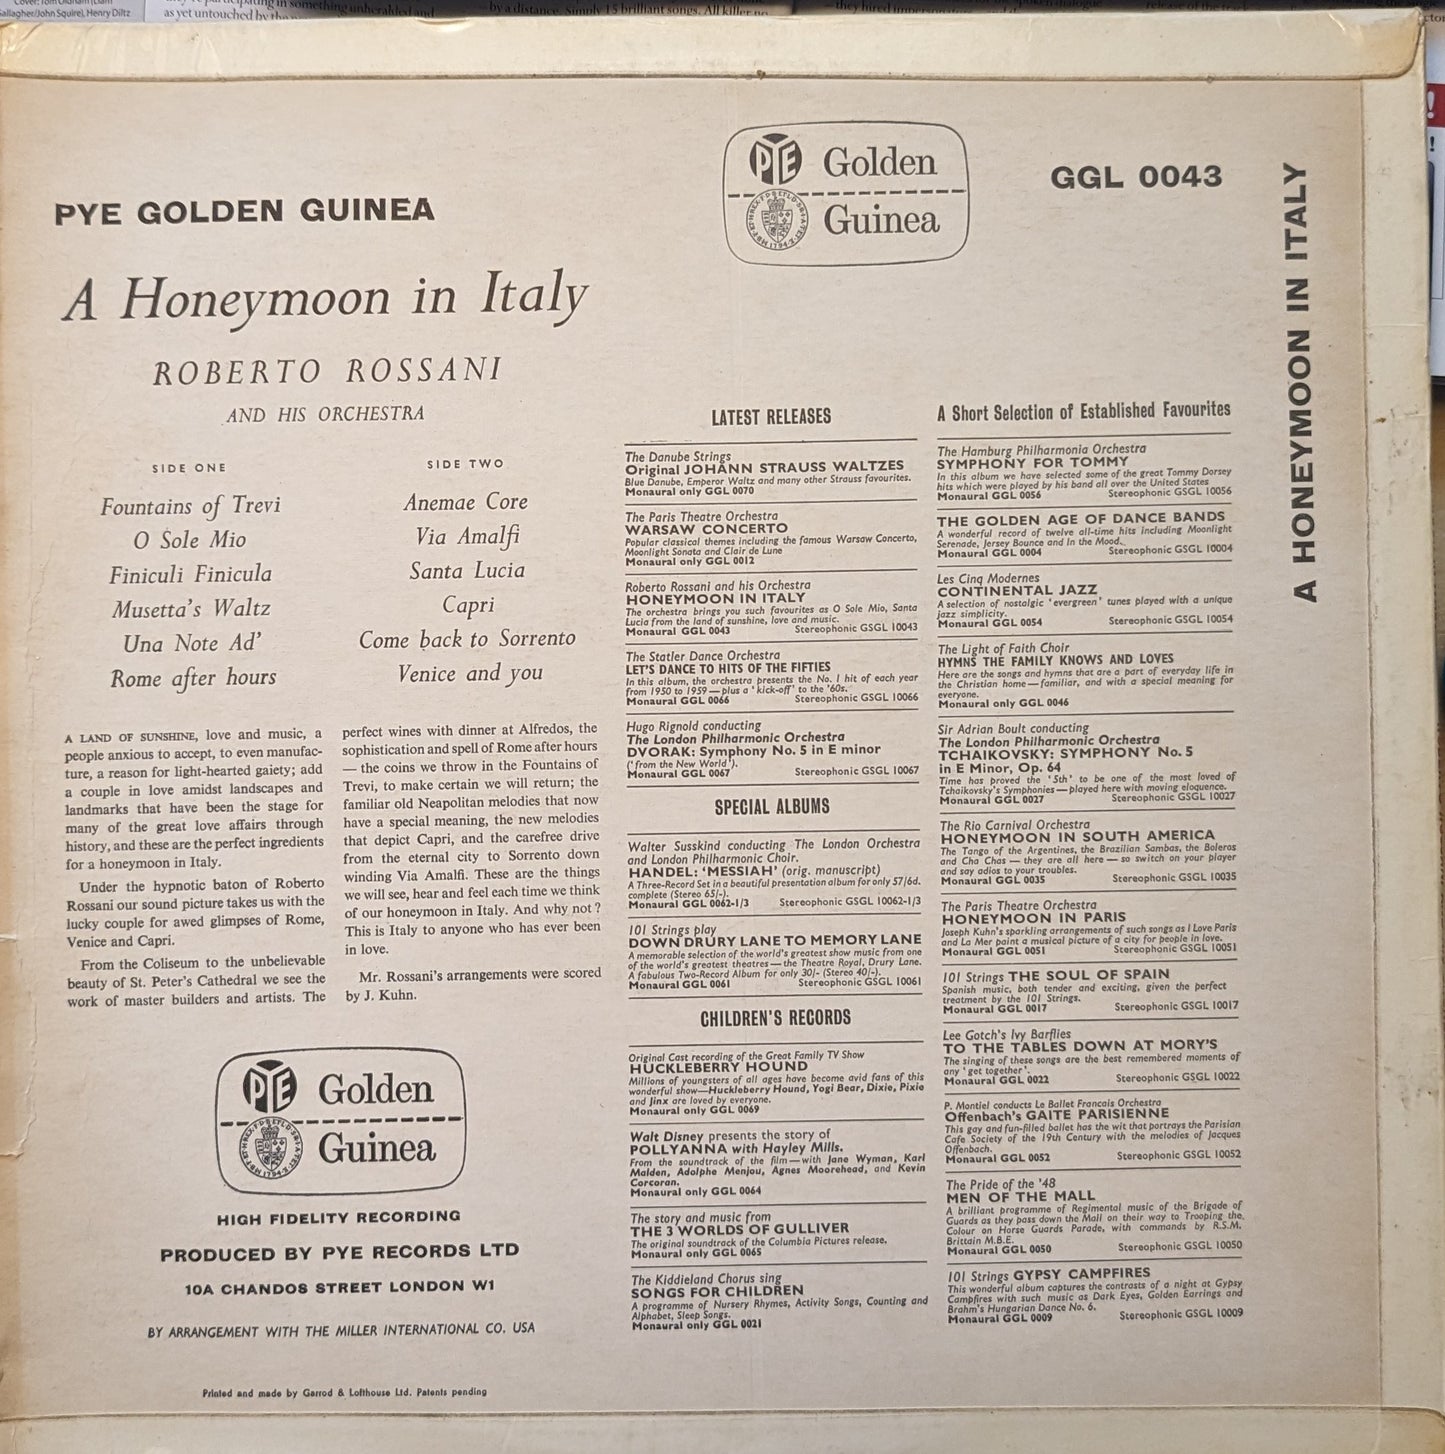 Cover: Tom Oldham (Liam
Gallagher/John Squire), Henry Diltz
as yet untouched by the
participating in something unheralded and
by a distance. Simply 15 brilliant songs. All killer no
PYE Golden
Guinea
GGL 0043
PYE GOLDEN GUINEA
A Honeymoon in Italy
ROBERTO ROSSANI
AND HIS ORCHESTRA
SIDE ONE
Fountains of Trevi
O Sole Mio
Finiculi Finicula
Musetta's Waltz
Una Note Ad'
Rome after hours
SIDE TWO
Anemae Core
Via Amalfi
Santa Lucia
Capri
Come back to Sorrento
Venice and you
A LAND OF SUNSHINE, love and music, a
people anxious to accept, to even manufac-
ture, a reason for light-hearted gaiety; add
a couple in love amidst landscapes and
landmarks that have been the stage for
many of the great love affairs through
history, and these are the perfect ingredients
for a honeymoon in Italy.
Under the hypnotic baton of Roberto
Rossani our sound picture takes us with the
lucky couple for awed glimpses of Rome,
Venice and Capri.
From the Coliseum to the unbelievable
beauty of St. Peter's Cathedral we see the
work of master builders and artists. The
perfect wines with dinner at Alfredos, the
sophistication and spell of Rome after hours
— the coins we throw in the Fountains of
Trevi, to make certain we will return; the
familiar old Neapolitan melodies that now
have a special meaning, the new melodies
that depict Capri, and the carefree drive
from the eternal city to Sorrento down
winding Via Amalfi. These are the things
we will see, hear and feel each time we think
of our honeymoon in Italy. And why not?
This is Italy to anyone who has ever been
in love.
Mr. Rossani's arrangements were scored
by J. Kuhn.
PYE Golden
Guinea
HIGH FIDELITY RECORDING
PRODUCED BY PYE RECORDS LTD
10A CHANDOS STREET LONDON W1
BY ARRANGEMENT WITH THE MILLER INTERNATIONAL CO. USA
Printed and made by Garrod & Lofthouse Ltd. Patents pending
LATEST RELEASES
The Danube Strings
Original JOHANN STRAUSS WALTZES
Blue Danube, Emperor Waltz and many other Strauss favourites.
Monaural only GGL 0070
The Paris Theatre Orchestra
WARSAW CONCERTO
Popular classical themes including the famous Warsaw Concerto,
Moonlight Sonata and Clair de Lune
Monaural only GGL 0012
Roberto Rossani and his Orchestra
HONEYMOON IN ITALY
The orchestra brings you such favourites as O Sole Mio, Santa
Lucia from the land of sunshine, love and music.
Monaural GGL 0043 Stereophonic GSGL 10043
The Statler Dance Orchestra
LET'S DANCE TO HITS OF THE FIFTIES
In this album, the orchestra presents the No. 1 hit of each year
from 1950 to 1959—plus a 'kick-off' to the '60s.
Monaural GGL 0066 Stereophonic GSGL 10066
Hugo Rignold conducting
The London Philharmonic Orchestra
DVORAK: Symphony No. 5 in E minor
('from the New World').
Monaural GGL 0067 Stereophonic GSGL 10067
SPECIAL ALBUMS
Walter Susskind conducting The London Orchestra
and London Philharmonic Choir.
HANDEL: 'MESSIAH' (orig. manuscript)
A Three-Record Set in a beautiful presentation album for only 57/6d.
complete (Stereo 65/-).
Monaural GGL 0062-1/3 Stereophonic GSGL 10062-1/3
101 Strings play
DOWN DRURY LANE TO MEMORY LANE
A memorable selection of the world's greatest show music from one
of the world's greatest theatres—the Theatre Royal, Drury Lane.
A fabulous Two-Record Album for only 30/- (Stereo 40/-).
Monaural GGL 0061 Stereophonic GSGL 10061
CHILDREN'S RECORDS
Original Cast recording of the Great Family TV Show
HUCKLEBERRY HOUND
Millions of youngsters of all ages have become avid fans of this
wonderful show—Huckleberry Hound, Yogi Bear, Dixie, Pixie
and Jinx are loved by everyone.
Monaural only GGL 0069
Walt Disney presents the story of
POLLYANNA with Hayley Mills.
From the soundtrack of the film—with Jane Wyman, Karl
Malden, Adolphe Menjou, Agnes Moorehead, and Kevin
Corcoran.
Monaural only GGL 0064
The story and music from
THE 3 WORLDS OF GULLIVER
The original soundtrack of the Columbia Pictures release.
Monaural only GGL 0065
The Kiddieland Chorus sing
SONGS FOR CHILDREN
A programme of Nursery Rhymes, Activity Songs, Counting and
Alphabet, Sleep Songs.
Monaural only GGL 0021
A Short Selection of Established Favourites
The Hamburg Philharmonia Orchestra
SYMPHONY FOR TOMMY
In this album we have selected some of the great Tommy Dorsey
hits which were played by his band all over the United States
Monaural GGL 0056 Stereophonic GSGL 10056
THE GOLDEN AGE OF DANCE BANDS
A wonderful record of twelve all-time hits including Moonlight
Serenade, Jersey Bounce and In the Mood.
Monaural GGL 0004 Stereophonic GSGL 10004
Les Cinq Modernes
CONTINENTAL JAZZ
A selection of nostalgic 'evergreen' tunes played with a unique
jazz simplicity.
Monaural GGL 0054 Stereophonic GSGL 10054
The Light of Faith Choir
HYMNS THE FAMILY KNOWS AND LOVES
Here are the songs and hymns that are a part of everyday life in
the Christian home—familiar, and with a special meaning for
everyone.
Monaural only GGL 0046
Sir Adrian Boult conducting
The London Philharmonic Orchestra
TCHAIKOVSKY: SYMPHONY No. 5
in E Minor, Op. 64
Time has proved the '5th' to be one of the most loved of
Tchaikovsky's Symphonies—played here with moving eloquence.
Monaural GGL 0027 Stereophonic GSGL 10027
The Rio Carnival Orchestra
HONEYMOON IN SOUTH AMERICA
The Tango of the Argentines, the Brazilian Sambas, the Boleros
and Cha Chas — they are all here — so switch on your player
and say adios to your troubles.
Monaural GGL 0035 Stereophonic GSGL 10035
The Paris Theatre Orchestra
HONEYMOON IN PARIS
Joseph Kuhn's sparkling arrangements of such songs as I Love Paris
and La Mer paint a musical picture of a city for people in love.
Monaural GGL 0051 Stereophonic GSGL 10051
101 Strings THE SOUL OF SPAIN
Spanish music, both tender and exciting, given the perfect
treatment by the 101 Strings.
Monaural GGL 0017 Stereophonic GSGL 10017
Lee Gotch's Ivy Barflies
TO THE TABLES DOWN AT MORY'S
The singing of these songs are the best remembered moments of
any 'get together'.
Monaural GGL 0022 Stereophonic GSGL 10022
P. Montiel conducts Le Ballet Francais Orchestra
Offenbach's GAITE PARISIENNE
This gay and fun-filled ballet has the wit that portrays the Parisian
Cafe Society of the 19th Century with the melodies of Jacques
Offenbach.
Monaural GGL 0052 Stereophonic GSGL 10052
The Pride of the '48
MEN OF THE MALL
A brilliant programme of Regimental music of the Brigade of
Guards as they pass down the Mall on their way to Trooping the
Colour on Horse Guards Parade, with commands by R.S.M.
Brittain M.B.E.
Monaural GGL 0050 Stereophonic GSGL 10050
101 Strings GYPSY CAMPFIRES
This wonderful album captures the contrasts of a night at Gypsy
Campfires with such music as Dark Eyes, Golden Earrings and
Brahm's Hungarian Dance No. 6.
Monaural GGL 0009 Stereophonic GSGL 10009
A HONEYMOON IN ITALY